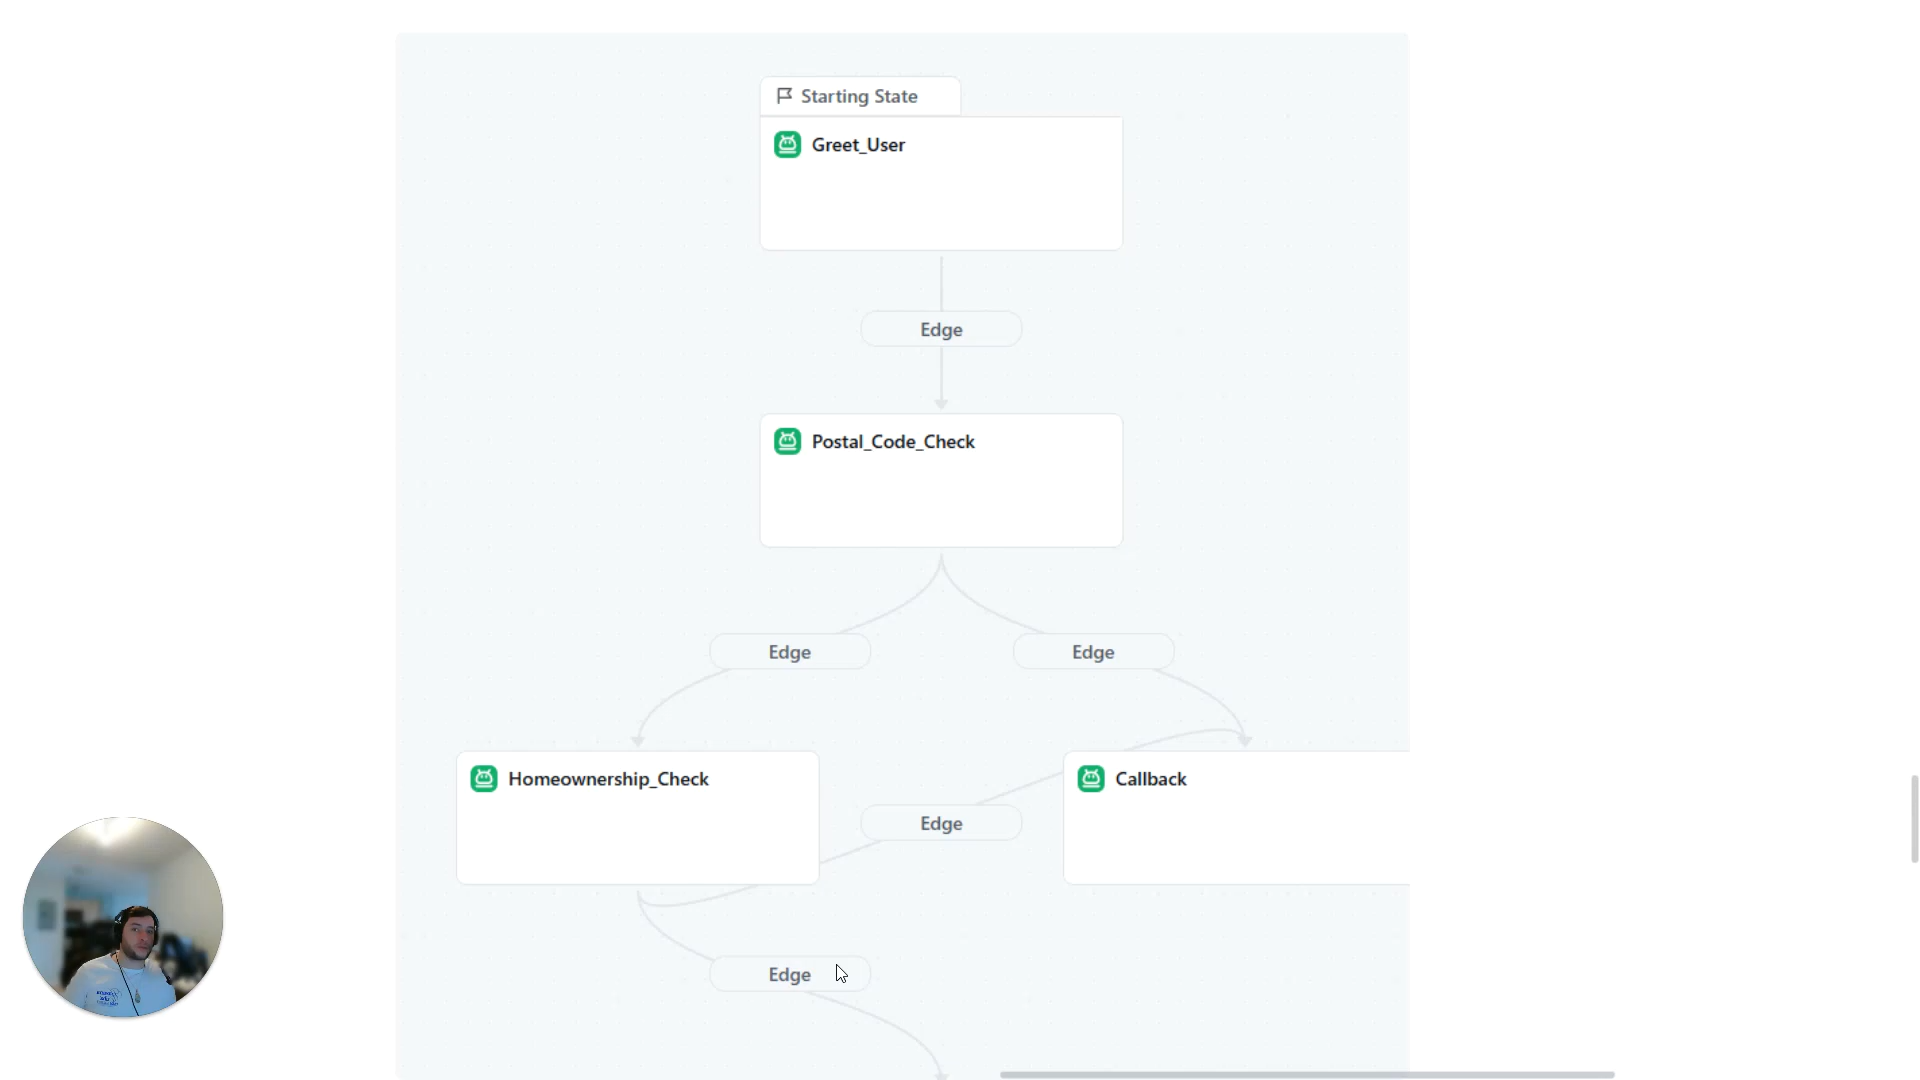 Starting State
Greet_User
Edge
Postal_Code_Check
Edge
Edge
Homeownership_Check
Callback
Edge
Edge